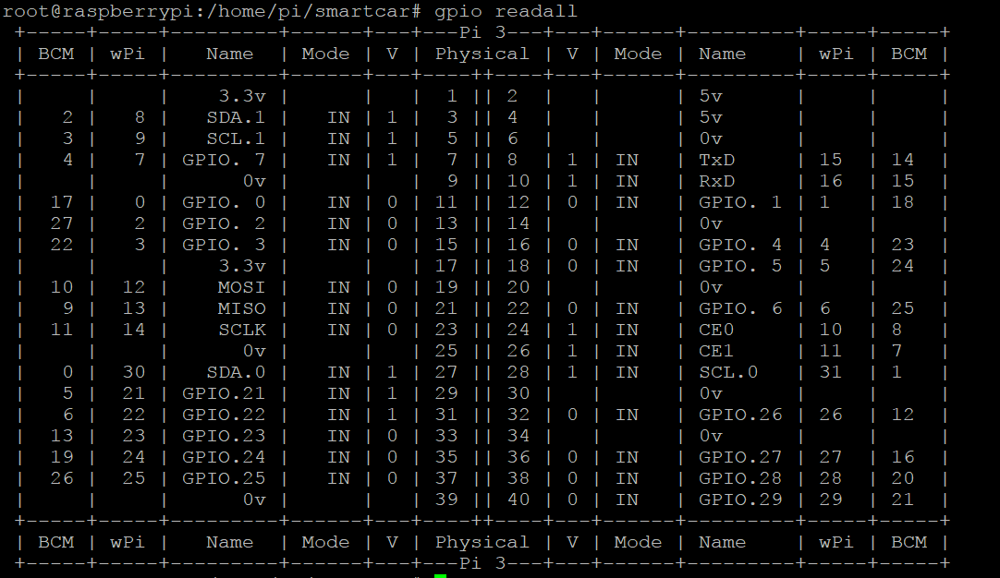 root@raspberrypi:/home/pi/smartcar# gpio readall
 +-----+-----+---------+------+---+---Pi 3---+---+------+---------+-----+-----+
 | BCM | wPi |   Name  | Mode | V | Physical | V | Mode | Name    | wPi | BCM |
 +-----+-----+---------+------+---+----++----+---+------+---------+-----+-----+
 |     |     |    3.3v |      |   |  1 || 2  |   |      | 5v      |     |     |
 |   2 |   8 |   SDA.1 |   IN | 1 |  3 || 4  |   |      | 5v      |     |     |
 |   3 |   9 |   SCL.1 |   IN | 1 |  5 || 6  |   |      | 0v      |     |     |
 |   4 |   7 | GPIO. 7 |   IN | 1 |  7 || 8  | 1 | IN   | TxD     | 15  | 14  |
 |     |     |      0v |      |   |  9 || 10 | 1 | IN   | RxD     | 16  | 15  |
 |  17 |   0 | GPIO. 0 |   IN | 0 | 11 || 12 | 0 | IN   | GPIO. 1 | 1   | 18  |
 |  27 |   2 | GPIO. 2 |   IN | 0 | 13 || 14 |   |      | 0v      |     |     |
 |  22 |   3 | GPIO. 3 |   IN | 0 | 15 || 16 | 0 | IN   | GPIO. 4 | 4   | 23  |
 |     |     |    3.3v |      |   | 17 || 18 | 0 | IN   | GPIO. 5 | 5   | 24  |
 |  10 |  12 |    MOSI |   IN | 0 | 19 || 20 |   |      | 0v      |     |     |
 |   9 |  13 |    MISO |   IN | 0 | 21 || 22 | 0 | IN   | GPIO. 6 | 6   | 25  |
 |  11 |  14 |    SCLK |   IN | 0 | 23 || 24 | 1 | IN   | CE0     | 10  | 8   |
 |     |     |      0v |      |   | 25 || 26 | 1 | IN   | CE1     | 11  | 7   |
 |   0 |  30 |   SDA.0 |   IN | 1 | 27 || 28 | 1 | IN   | SCL.0   | 31  | 1   |
 |   5 |  21 | GPIO.21 |   IN | 1 | 29 || 30 |   |      | 0v      |     |     |
 |   6 |  22 | GPIO.22 |   IN | 1 | 31 || 32 | 0 | IN   | GPIO.26 | 26  | 12  |
 |  13 |  23 | GPIO.23 |   IN | 0 | 33 || 34 |   |      | 0v      |     |     |
 |  19 |  24 | GPIO.24 |   IN | 0 | 35 || 36 | 0 | IN   | GPIO.27 | 27  | 16  |
 |  26 |  25 | GPIO.25 |   IN | 0 | 37 || 38 | 0 | IN   | GPIO.28 | 28  | 20  |
 |     |     |      0v |      |   | 39 || 40 | 0 | IN   | GPIO.29 | 29  | 21  |
 +-----+-----+---------+------+---+----++----+---+------+---------+-----+-----+
 | BCM | wPi |   Name  | Mode | V | Physical | V | Mode | Name    | wPi | BCM |
 +-----+-----+---------+------+---+---Pi 3---+---+------+---------+-----+-----+